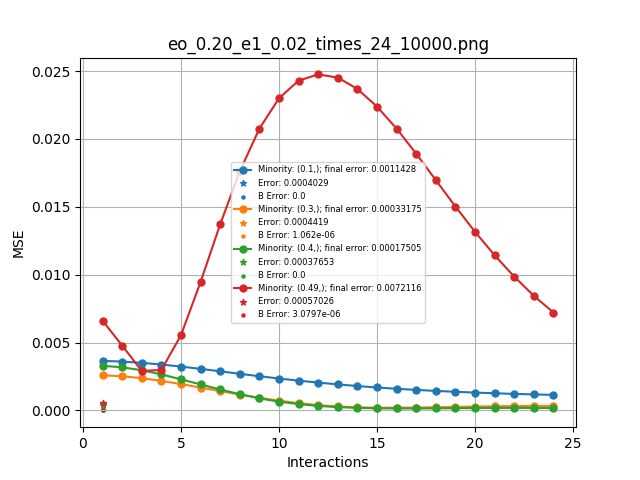 eo_0.20_e1_0.02_times_24_10000.png
0.025
0.020
0.015
0.010
0.005
0.000
MSE
Minority: (0.1,); final error: 0.0011428
Error: 0.0004029
B Error: 0.0
Minority: (0.3,); final error: 0.00033175
Error: 0.0004419
B Error: 1.062e-06
Minority: (0.4,); final error: 0.00017505
Error: 0.00037653
B Error: 0.0
Minority: (0.49,); final error: 0.0072116
Error: 0.00057026
B Error: 3.0797e-06
0 5 10 15 20 25
Interactions